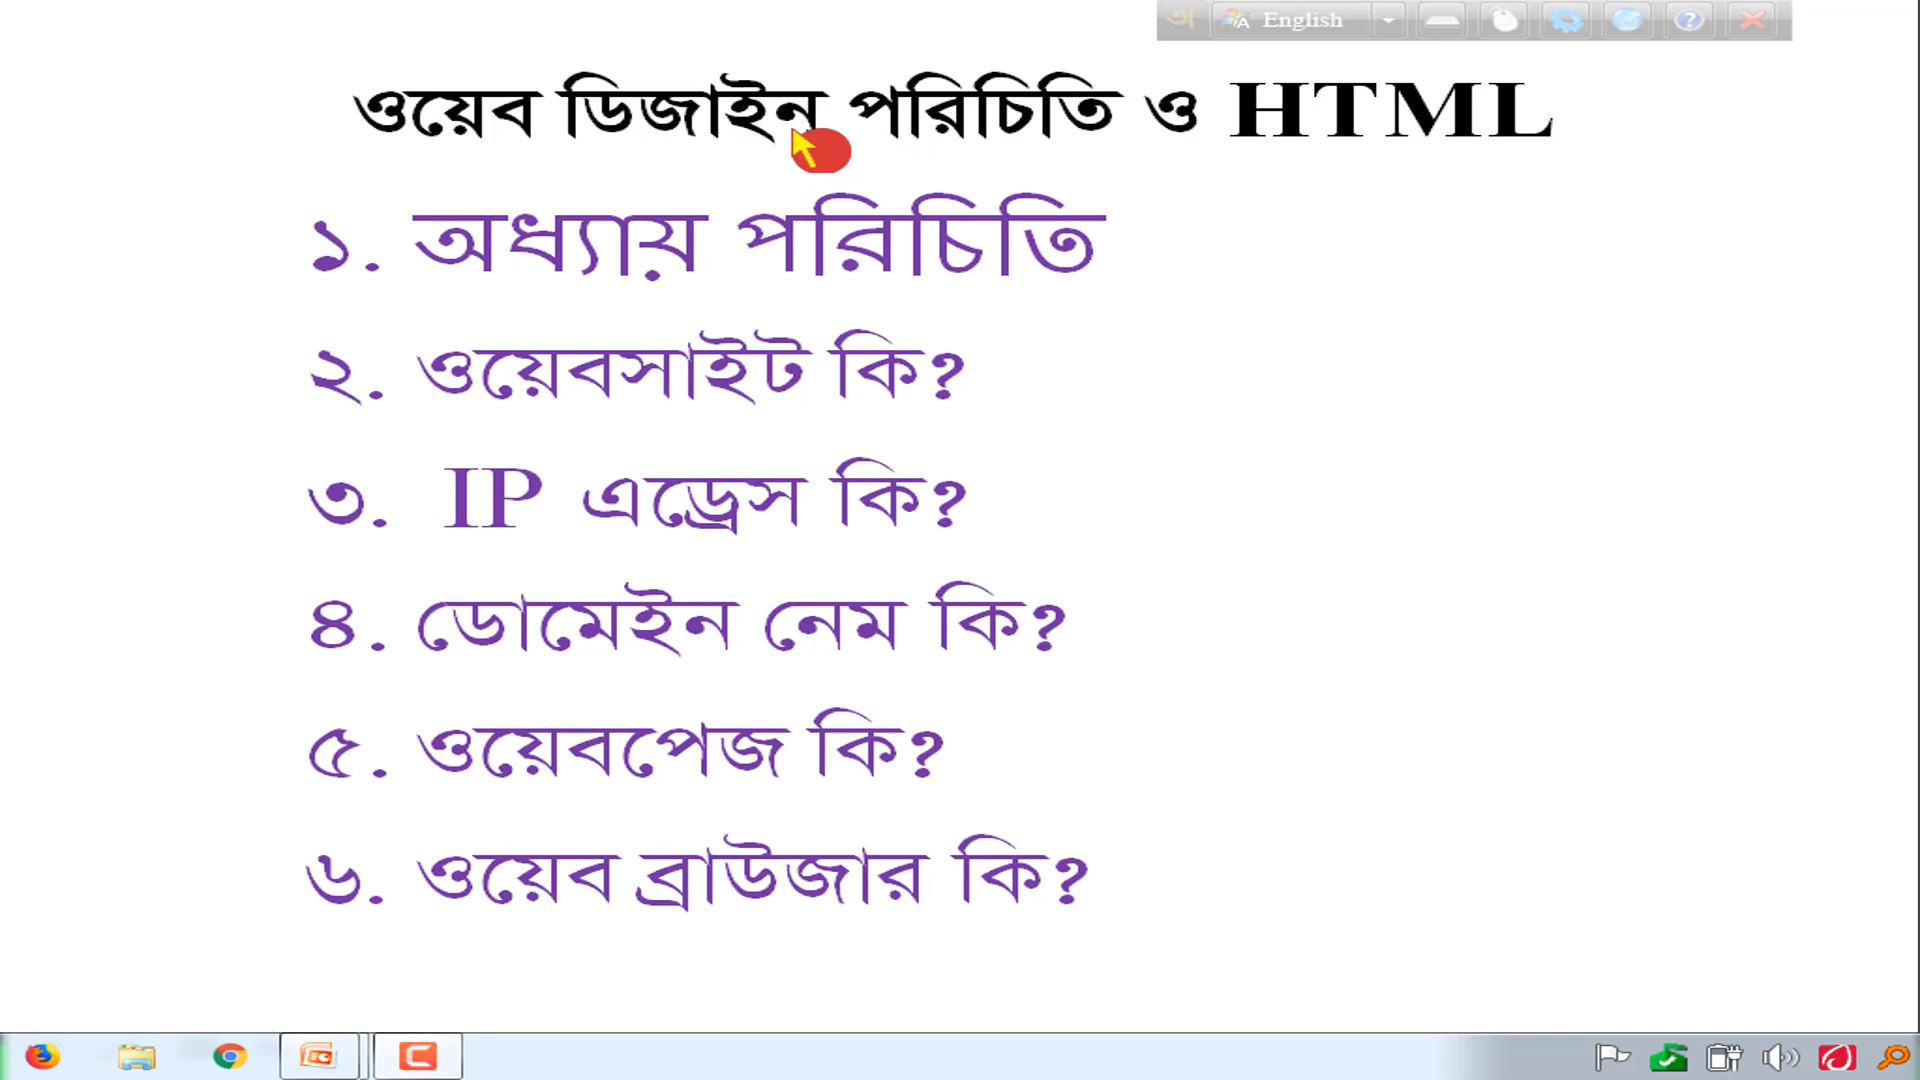 English
ওয়েব ডিজাইন পরিচিতি ও HTML
১. অধ্যায় পরিচিতি
২. ওয়েবসাইট কি?
৩. IP এড্রেস কি?
৪. ডোমেইন নেম কি?
৫. ওয়েবপেজ কি?
৬. ওয়েব ব্রাউজার কি?